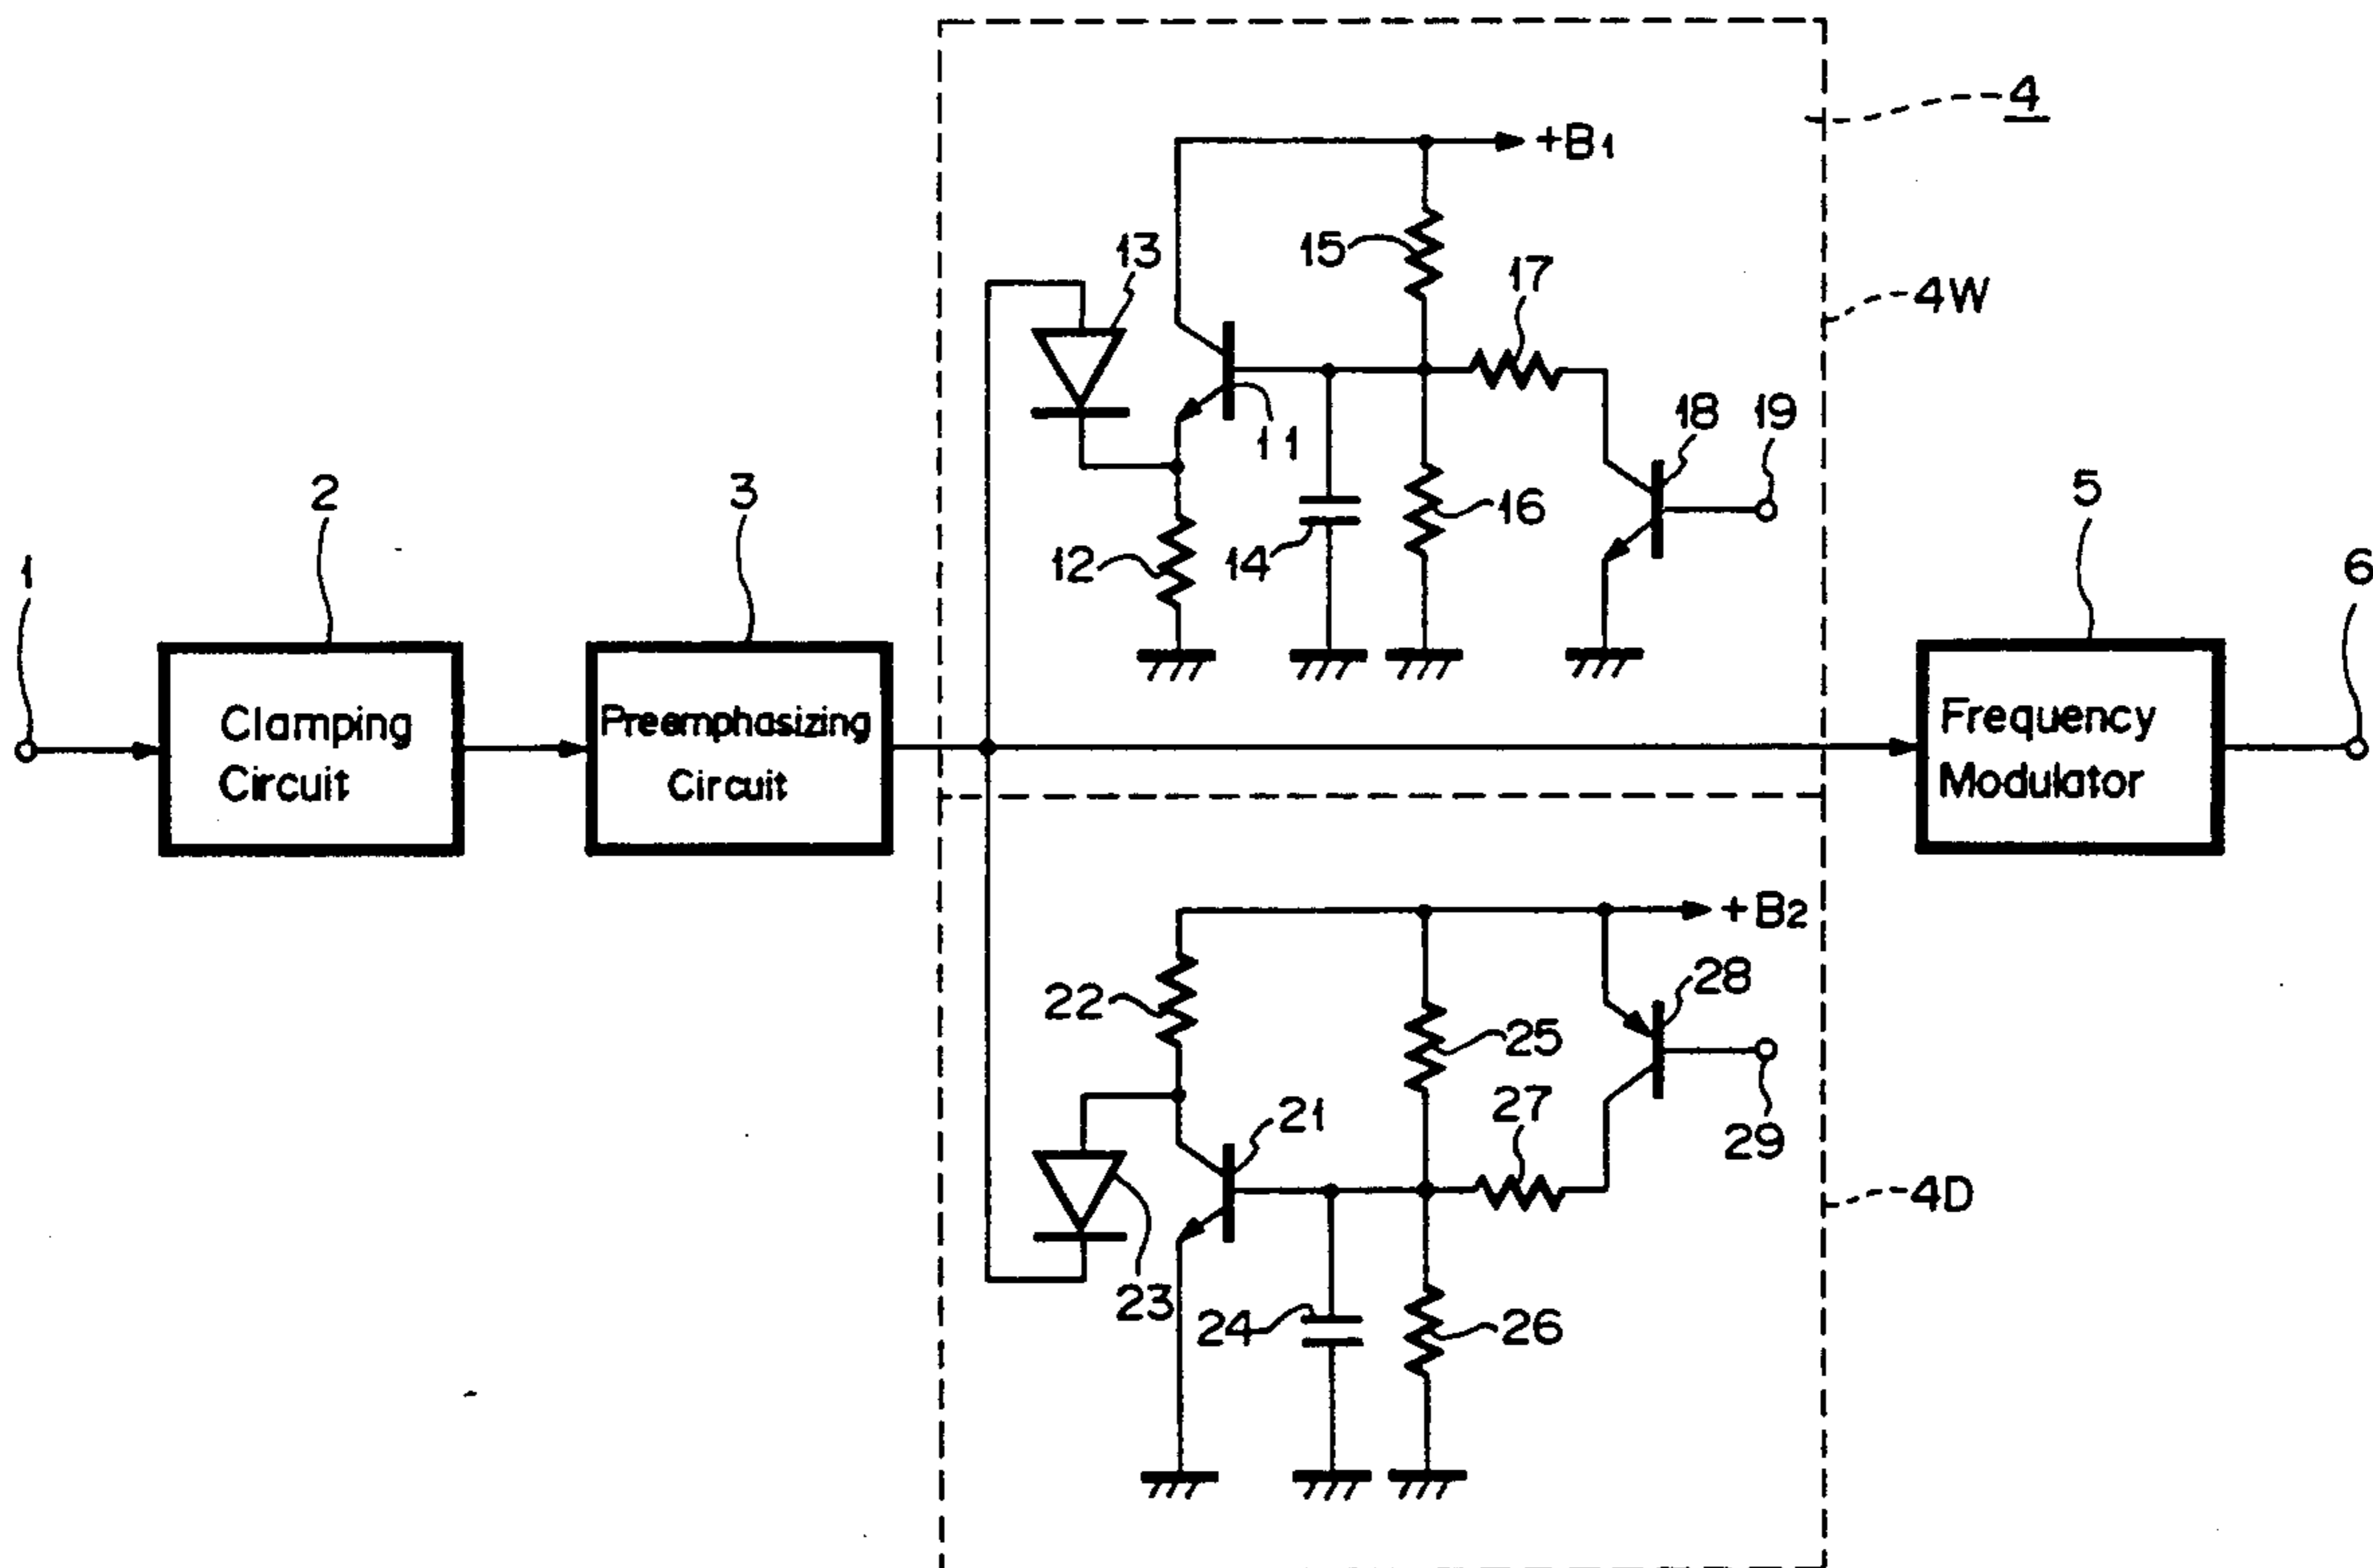 4
+B1
4W
13
15
17
11
18
19
12
14
16
1
2
3
5
6
Clamping
Circuit
Preemphasizing
Circuit
Frequency
Modulator
+B2
22
25
28
21
27
29
4D
23
24
26